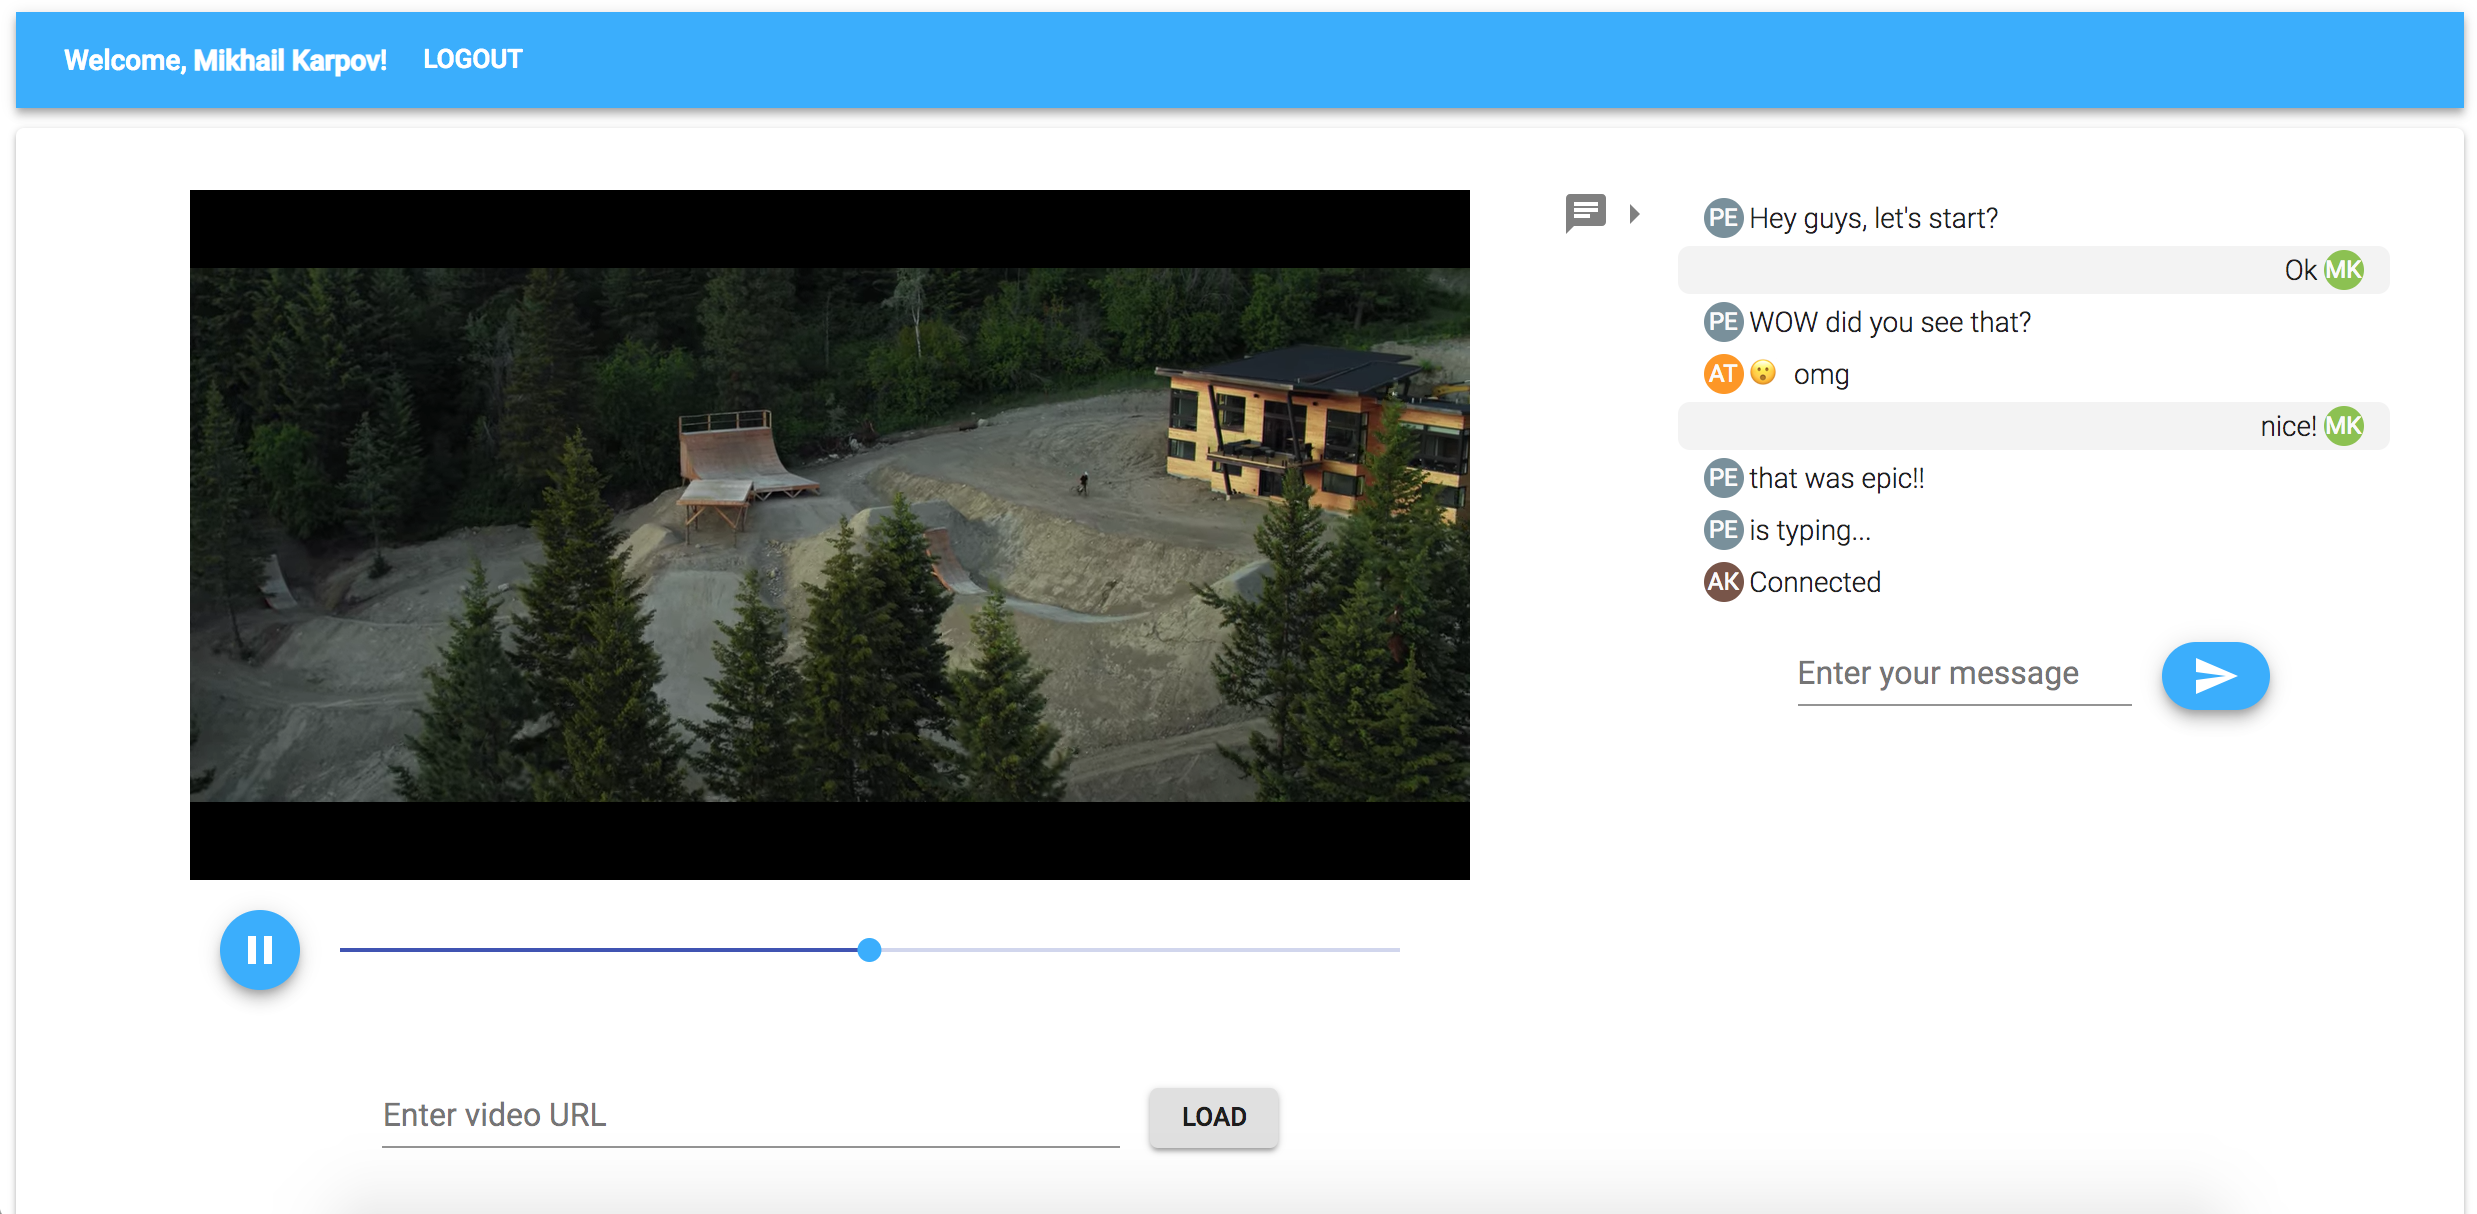 Welcome, Mikhail Karpov! LOGOUT
PE Hey guys, let's start?
Ok MK
PE WOW did you see that?
AT 😮 omg
nice! MK
PE that was epic!!
PE is typing...
AK Connected
Enter your message
Enter video URL LOAD